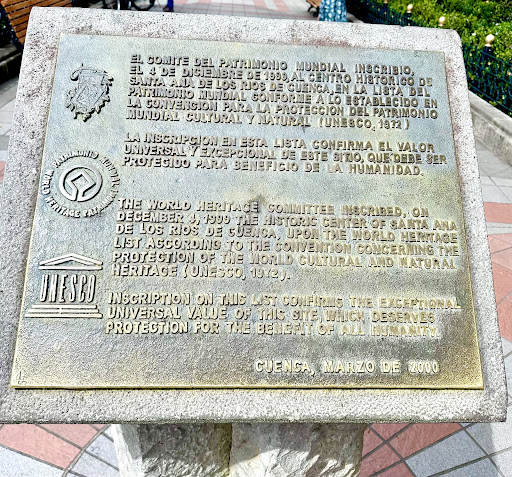 EL COMITE DEL PATRIMONIO MUNDIAL INSCRIBIO,
EL 4 DE DICIEMBRE DE 1999, AL CENTRO HISTORICO DE
SANTA ANA DE LOS RIOS DE CUENCA, EN LA LISTA DEL
PATRIMONIO MUNDIAL CONFORME A LO ESTABLECIDO EN
LA CONVENCION PARA LA PROTECCION DEL PATRIMONIO
MUNDIAL CULTURAL Y NATURAL (UNESCO, 1972)
LA INSCRIPCION EN ESTA LISTA CONFIRMA EL VALOR
UNIVERSAL Y EXCEPCIONAL DE ESTE SITIO, QUE DEBE SER
PROTEGIDO PARA BENEFICIO DE LA HUMANIDAD.
PATRIMONIO MUNDIAL
WORLD HERITAGE
THE WORLD HERITAGE COMMITTEE INSCRIBED, ON
DECEMBER 4, 1999 THE HISTORIC CENTER OF SANTA ANA
DE LOS RIOS DE CUENCA, UPON THE WORLD HERITAGE
LIST ACCORDING TO THE CONVENTION CONCERNING THE
PROTECTION OF THE WORLD CULTURAL AND NATURAL
HERITAGE (UNESCO, 1972).
UNESCO
INSCRIPTION ON THIS LIST CONFIRMS THE EXCEPTIONAL
UNIVERSAL VALUE OF THIS SITE WHICH DESERVES
PROTECTION FOR THE BENEFIT OF ALL HUMANITY.
CUENCA, MARZO DE 2000